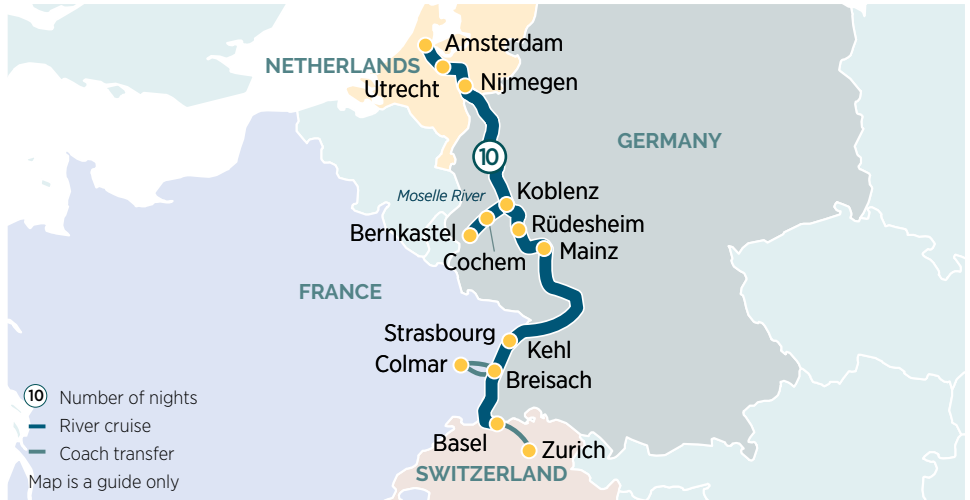 Amsterdam
NETHERLANDS
Utrecht
Nijmegen
GERMANY
10
Moselle River
Koblenz
Rüdesheim
Bernkastel
Mainz
Cochem
FRANCE
Strasbourg
Kehl
Colmar
Breisach
Basel
Zurich
SWITZERLAND
10 Number of nights
River cruise
Coach transfer
Map is a guide only